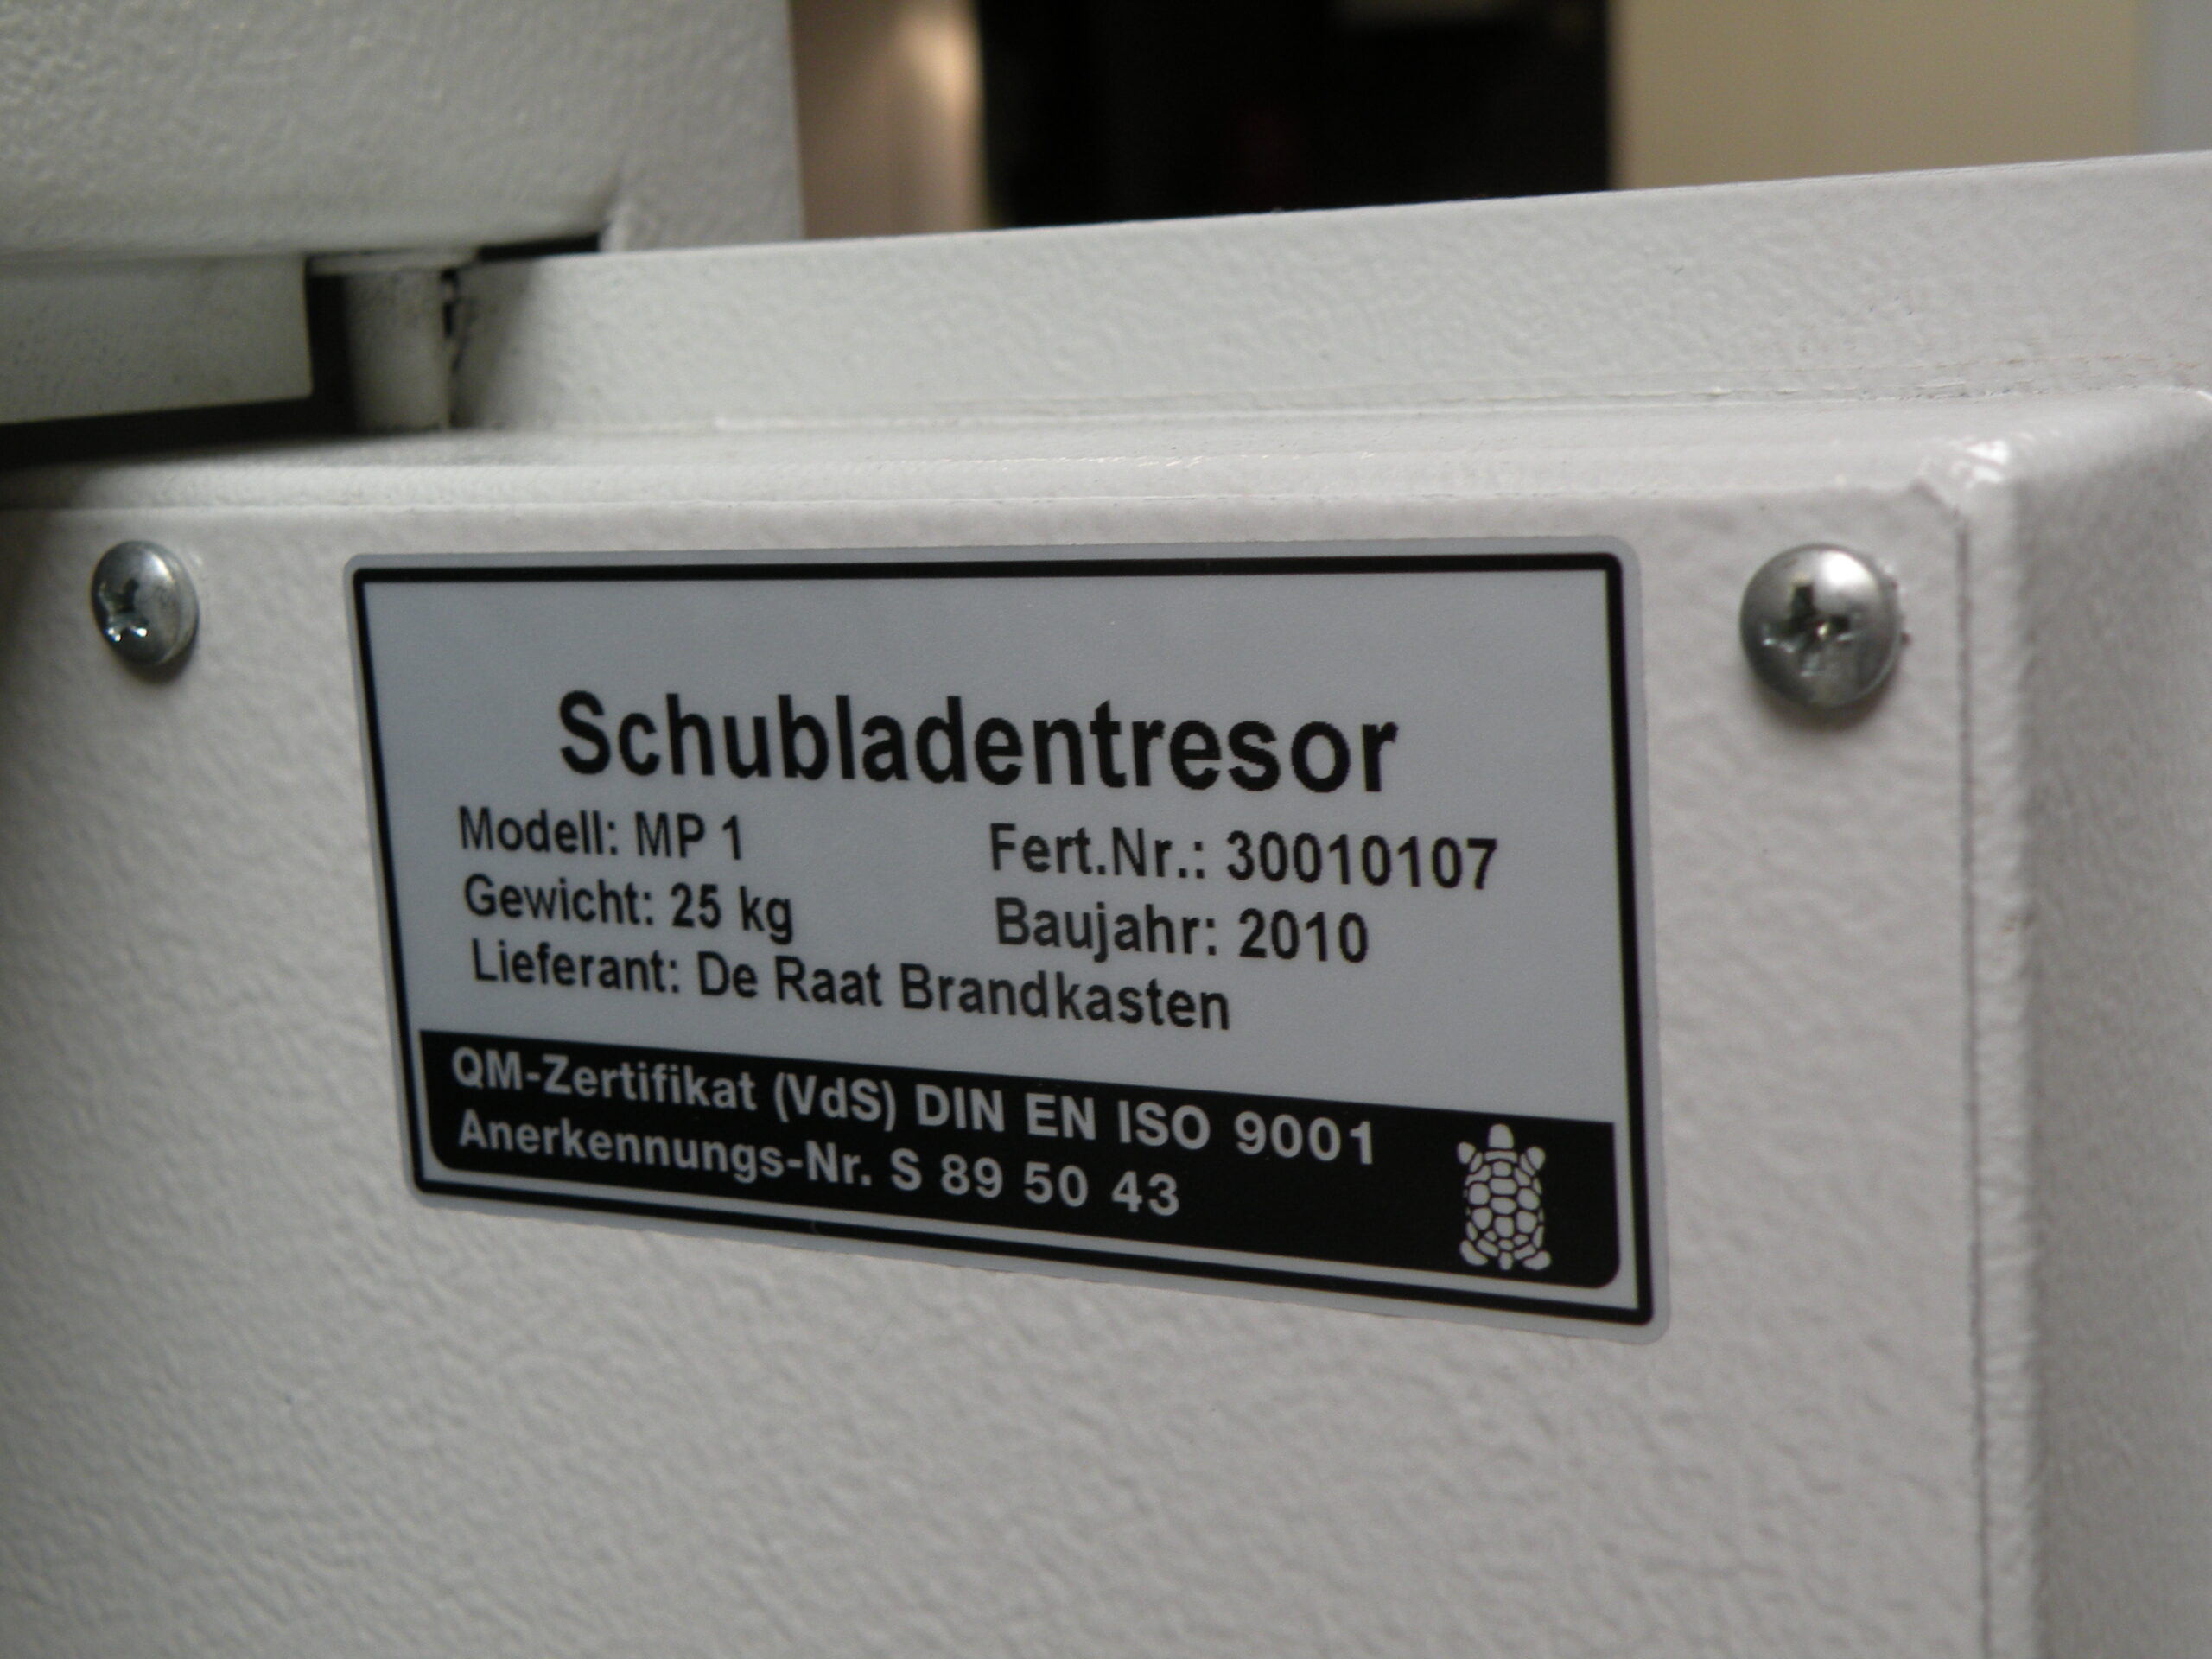 Schubladentresor
Modell: MP 1 Fert.Nr.: 30010107
Gewicht: 25 kg Baujahr: 2010
Lieferant: De Raat Brandkasten
QM-Zertifikat (VdS) DIN EN ISO 9001
Anerkennungs-Nr. S 89 50 43